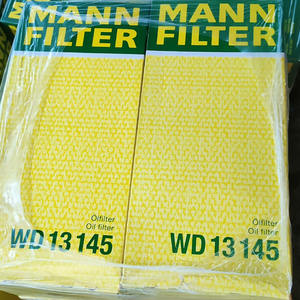 MANN
FILTER
Ölfilter
Oil filter
WD 13 145
MANN
FILTER
Ölfilter
Oil filter
WD 13 145